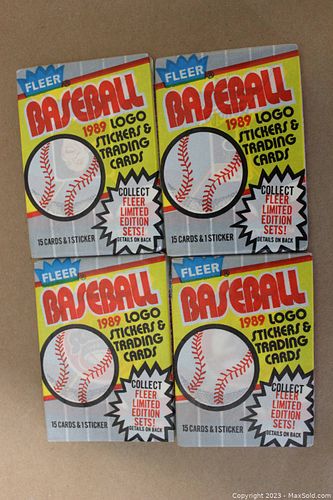 FLEER®
BASEBALL
1989 LOGO
STICKERS &
TRADING
CARDS
COLLECT
FLEER
LIMITED
EDITION
SETS!
DETAILS ON BACK
15 CARDS & 1 STICKER
FLEER®
BASEBALL
1989 LOGO
STICKERS &
TRADING
CARDS
COLLECT
FLEER
LIMITED
EDITION
SETS!
DETAILS ON BACK
15 CARDS & 1 STICKER
FLEER®
BASEBALL
1989 LOGO
STICKERS &
TRADING
CARDS
COLLECT
FLEER
LIMITED
EDITION
SETS!
DETAILS ON BACK
15 CARDS & 1 STICKER
FLEER®
BASEBALL
1989 LOGO
STICKERS &
TRADING
CARDS
COLLECT
FLEER
LIMITED
EDITION
SETS!
DETAILS ON BACK
15 CARDS & 1 STICKER
Copyright 2023 - MaxSold.com